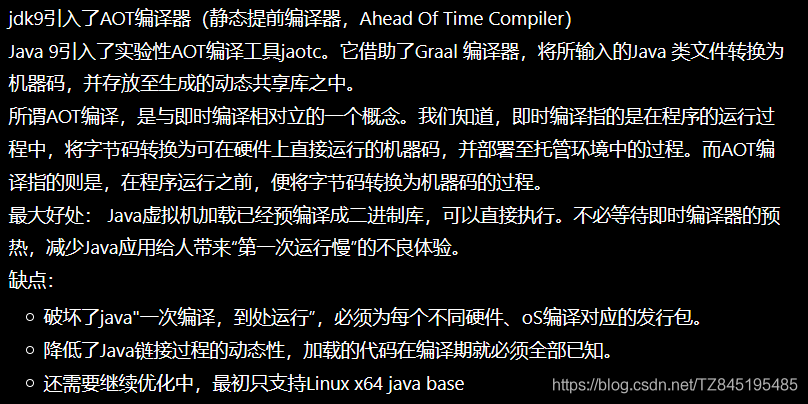 jdk9引入了AOT编译器（静态提前编译器，Ahead Of Time Compiler）
Java 9引入了实验性AOT编译工具jaotc。它借助了Graal 编译器，将所输入的Java 类文件转换为
机器码，并存放至生成的动态共享库之中。
所谓AOT编译，是与即时编译相对立的一个概念。我们知道，即时编译指的是在程序的运行过
程中，将字节码转换为可在硬件上直接运行的机器码，并部署至托管环境中的过程。而AOT编
译指的则是，在程序运行之前，便将字节码转换为机器码的过程。
最大好处： Java虚拟机加载已经预编译成二进制库，可以直接执行。不必等待即时编译器的预
热，减少Java应用给人带来“第一次运行慢”的不良体验。
缺点：
破坏了java"一次编译，到处运行”，必须为每个不同硬件、oS编译对应的发行包。
降低了Java链接过程的动态性，加载的代码在编译期就必须全部已知。
还需要继续优化中，最初只支持Linux x64 java base
https://blog.csdn.net/TZ845195485